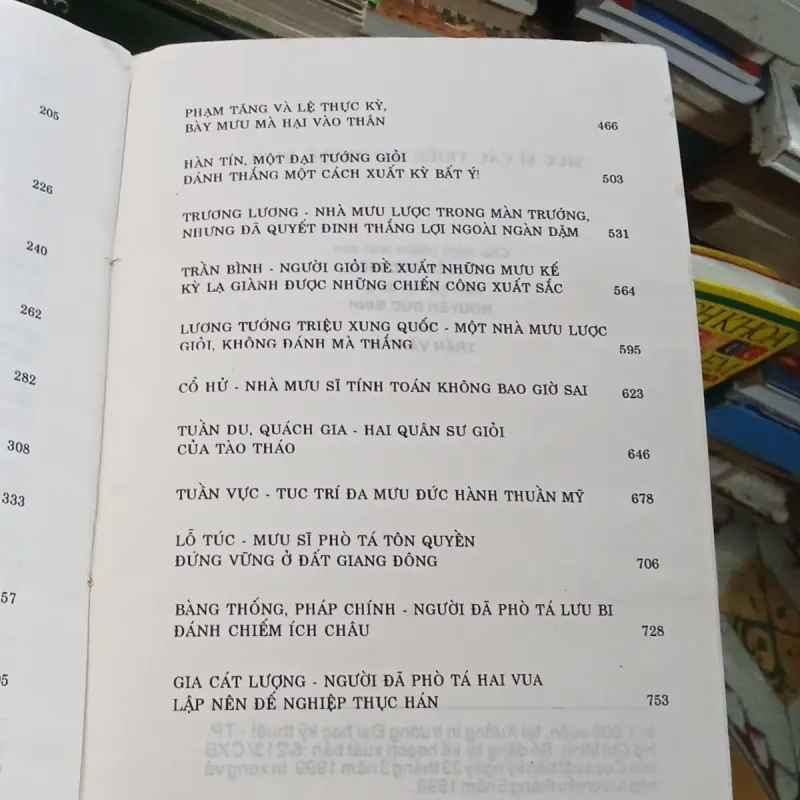 205
226
240
262
282
308
333
57
95
PHẠM TĂNG VÀ LỆ THỰC KỲ,
BÀY MƯU MÀ HẠI VÀO THÂN 466
HÀN TÍN, MỘT ĐẠI TƯỚNG GIỎI
ĐÁNH THẮNG MỘT CÁCH XUẤT KỲ BẤT Ý! 503
TRƯƠNG LƯƠNG - NHÀ MƯU LƯỢC TRONG MÀN TRƯỚNG,
NHƯNG ĐÃ QUYẾT ĐINH THẮNG LỢI NGOÀI NGÀN DẶM 531
TRẦN BÌNH - NGƯỜI GIỎI ĐỀ XUẤT NHỮNG MƯU KẾ
KỲ LẠ GIÀNH ĐƯỢC NHỮNG CHIẾN CÔNG XUẤT SẮC 564
LƯƠNG TƯỚNG TRIỆU XUNG QUỐC - MỘT NHÀ MƯU LƯỢC
GIỎI, KHÔNG ĐÁNH MÀ THẮNG 595
CỔ HỬ - NHÀ MƯU SĨ TÍNH TOÁN KHÔNG BAO GIỜ SAI 623
TUẦN DU, QUÁCH GIA - HAI QUÂN SƯ GIỎI
CỦA TÀO THÁO 646
TUẦN VỰC - TUC TRÍ ĐA MƯU ĐỨC HÀNH THUẦN MỸ 678
LỖ TÚC - MƯU SĨ PHÒ TÁ TÔN QUYỀN
ĐỨNG VỮNG Ở ĐẤT GIANG ĐÔNG 706
BÀNG THỐNG, PHÁP CHÍNH - NGƯỜI ĐÃ PHÒ TÁ LƯU BI
ĐÁNH CHIẾM ÍCH CHÂU 728
GIA CÁT LƯỢNG - NGƯỜI ĐÃ PHÒ TÁ HAI VUA
LẬP NÊN ĐẾ NGHIỆP THỤC HÁN 753